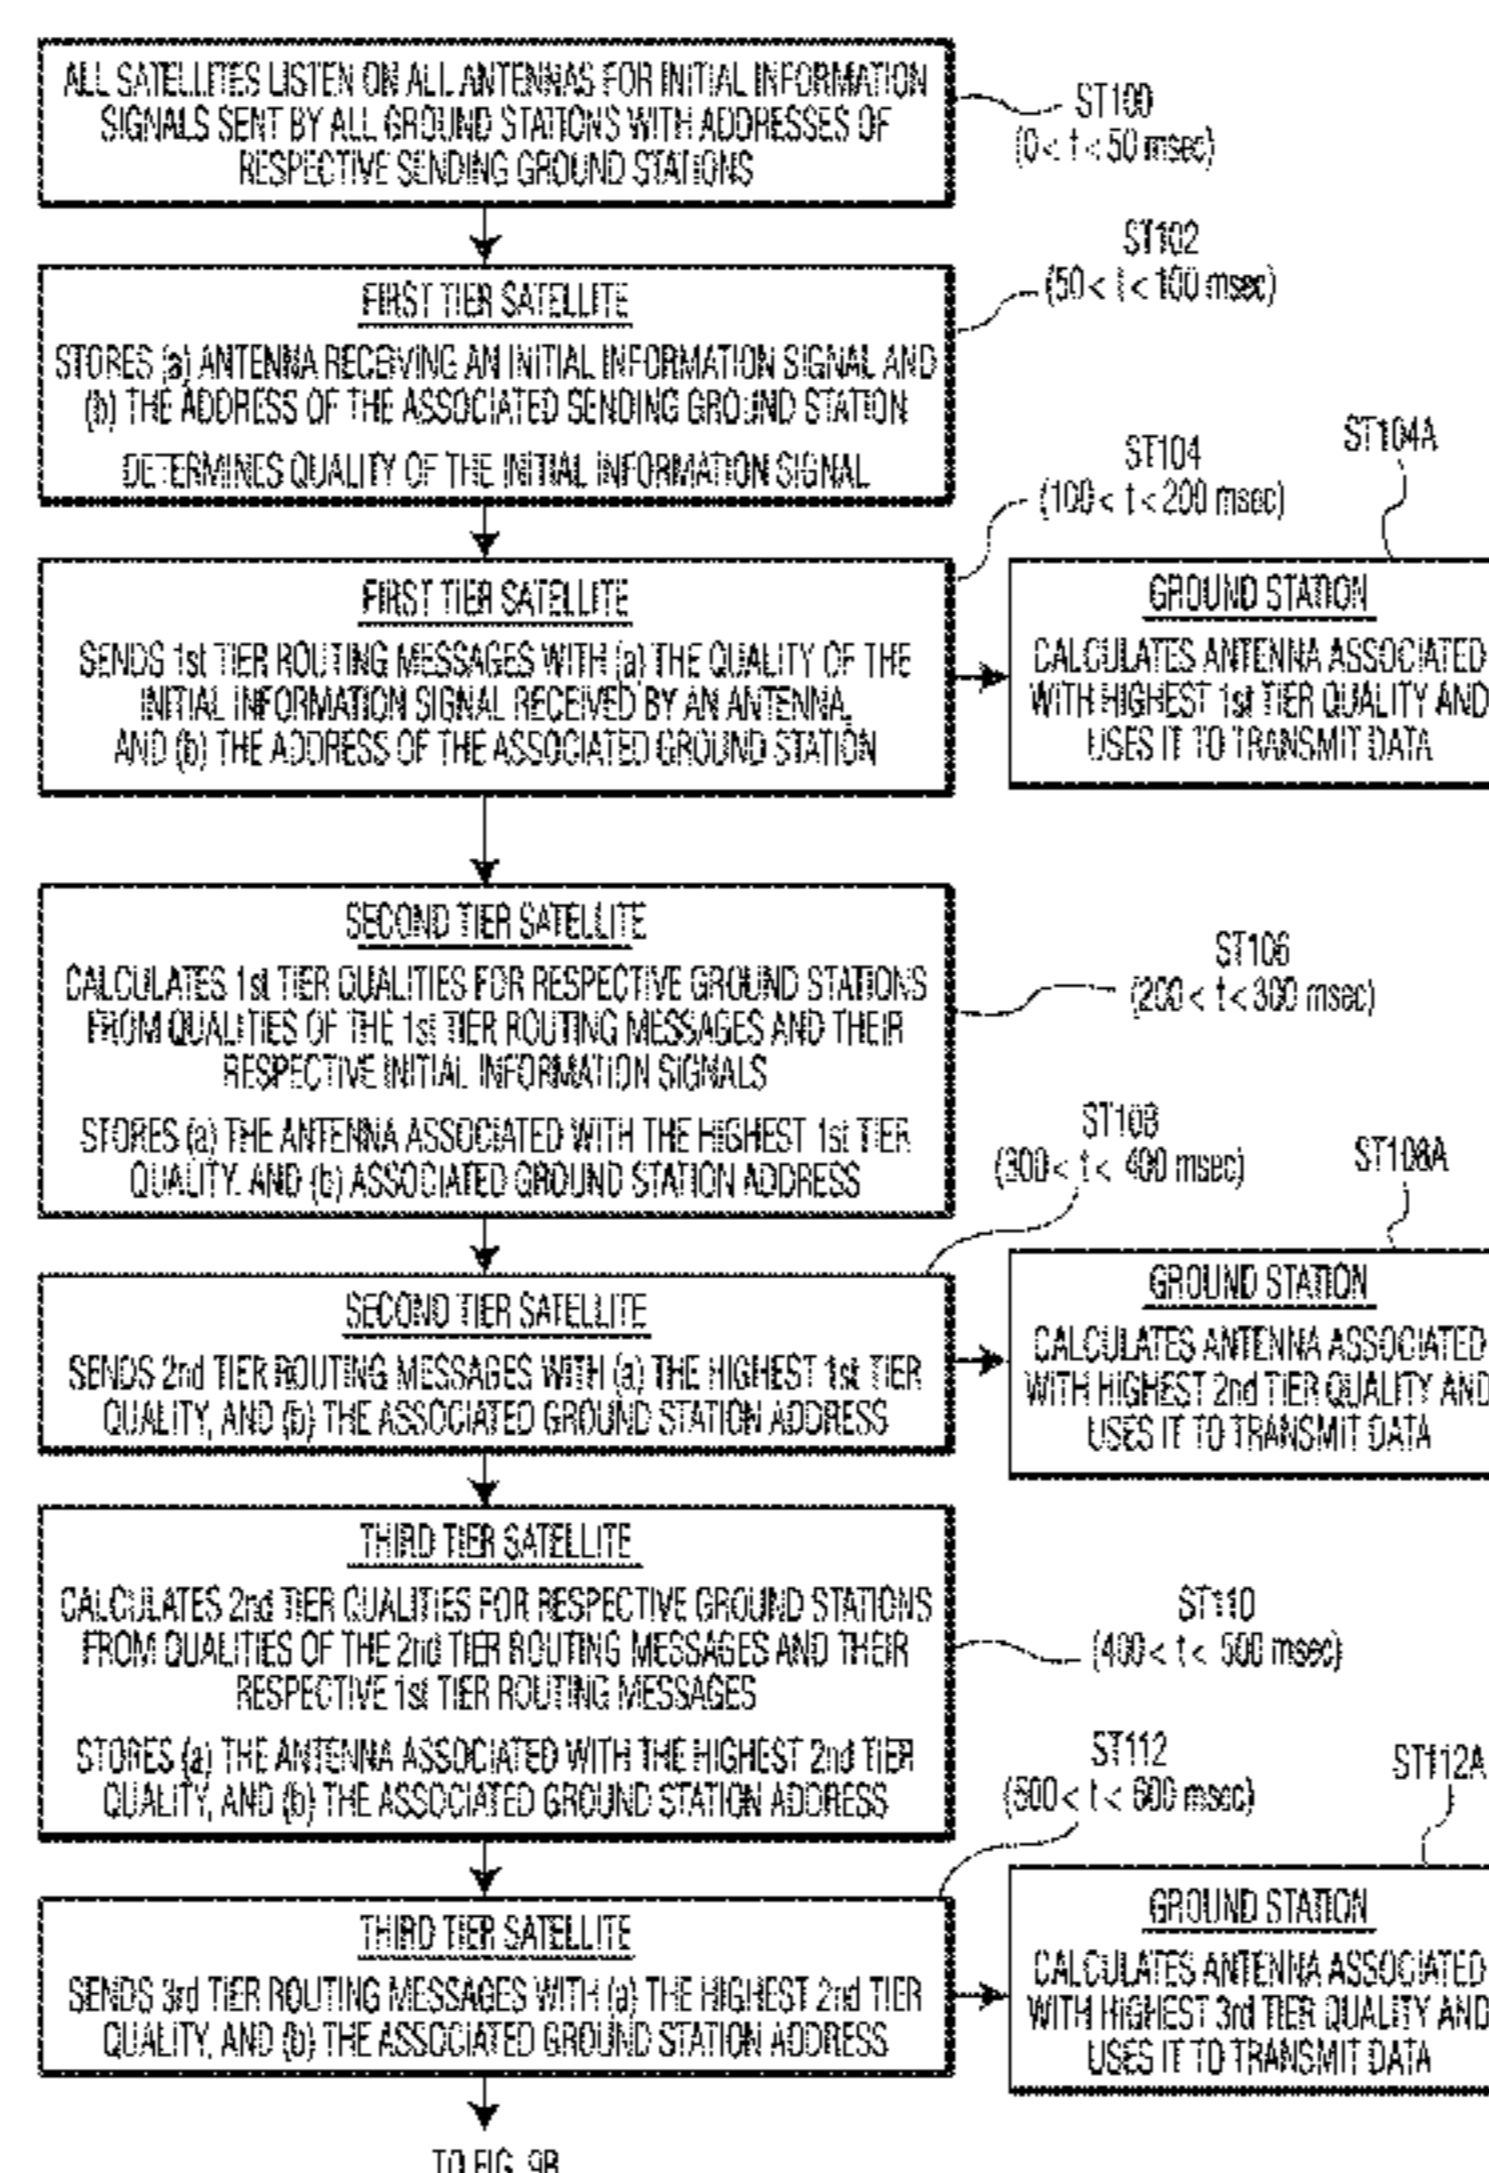 ALL SATELLITES LISTEN ON ALL ANTENNAS FOR INITIAL INFORMATION
SIGNALS SENT BY ALL GROUND STATIONS WITH ADDRESSES OF
RESPECTIVE SENDING GROUND STATIONS
ST100
(0 < t < 50 msec)
ST102
(50 < t < 100 msec)
FIRST TIER SATELLITE
STORES (a) ANTENNA RECEIVING AN INITIAL INFORMATION SIGNAL AND
(b) THE ADDRESS OF THE ASSOCIATED SENDING GROUND STATION
DETERMINES QUALITY OF THE INITIAL INFORMATION SIGNAL
ST104
(100 < t < 200 msec)
ST104A
FIRST TIER SATELLITE
SENDS 1st TIER ROUTING MESSAGES WITH (a) THE QUALITY OF THE
INITIAL INFORMATION SIGNAL RECEIVED BY AN ANTENNA,
AND (b) THE ADDRESS OF THE ASSOCIATED GROUND STATION
GROUND STATION
CALCULATES ANTENNA ASSOCIATED
WITH HIGHEST 1st TIER QUALITY AND
USES IT TO TRANSMIT DATA
SECOND TIER SATELLITE
CALCULATES 1st TIER QUALITIES FOR RESPECTIVE GROUND STATIONS
FROM QUALITIES OF THE 1st TIER ROUTING MESSAGES AND THEIR
RESPECTIVE INITIAL INFORMATION SIGNALS
STORES (a) THE ANTENNA ASSOCIATED WITH THE HIGHEST 1st TIER
QUALITY. AND (b) ASSOCIATED GROUND STATION ADDRESS
ST106
(200 < t < 300 msec)
ST108
(300 < t < 400 msec)
ST108A
SECOND TIER SATELLITE
SENDS 2nd TIER ROUTING MESSAGES WITH (a) THE HIGHEST 1st TIER
QUALITY, AND (b) THE ASSOCIATED GROUND STATION ADDRESS
GROUND STATION
CALCULATES ANTENNA ASSOCIATED
WITH HIGHEST 2nd TIER QUALITY AND
USES IT TO TRANSMIT DATA
THIRD TIER SATELLITE
CALCULATES 2nd TIER QUALITIES FOR RESPECTIVE GROUND STATIONS
FROM QUALITIES OF THE 2nd TIER ROUTING MESSAGES AND THEIR
RESPECTIVE 1st TIER ROUTING MESSAGES
STORES (a) THE ANTENNA ASSOCIATED WITH THE HIGHEST 2nd TIER
QUALITY, AND (b) THE ASSOCIATED GROUND STATION ADDRESS
ST110
(400 < t < 500 msec)
ST112
(500 < t < 600 msec)
ST112A
THIRD TIER SATELLITE
SENDS 3rd TIER ROUTING MESSAGES WITH (a) THE HIGHEST 2nd TIER
QUALITY, AND (b) THE ASSOCIATED GROUND STATION ADDRESS
GROUND STATION
CALCULATES ANTENNA ASSOCIATED
WITH HIGHEST 3rd TIER QUALITY AND
USES IT TO TRANSMIT DATA
TO FIG. 9B